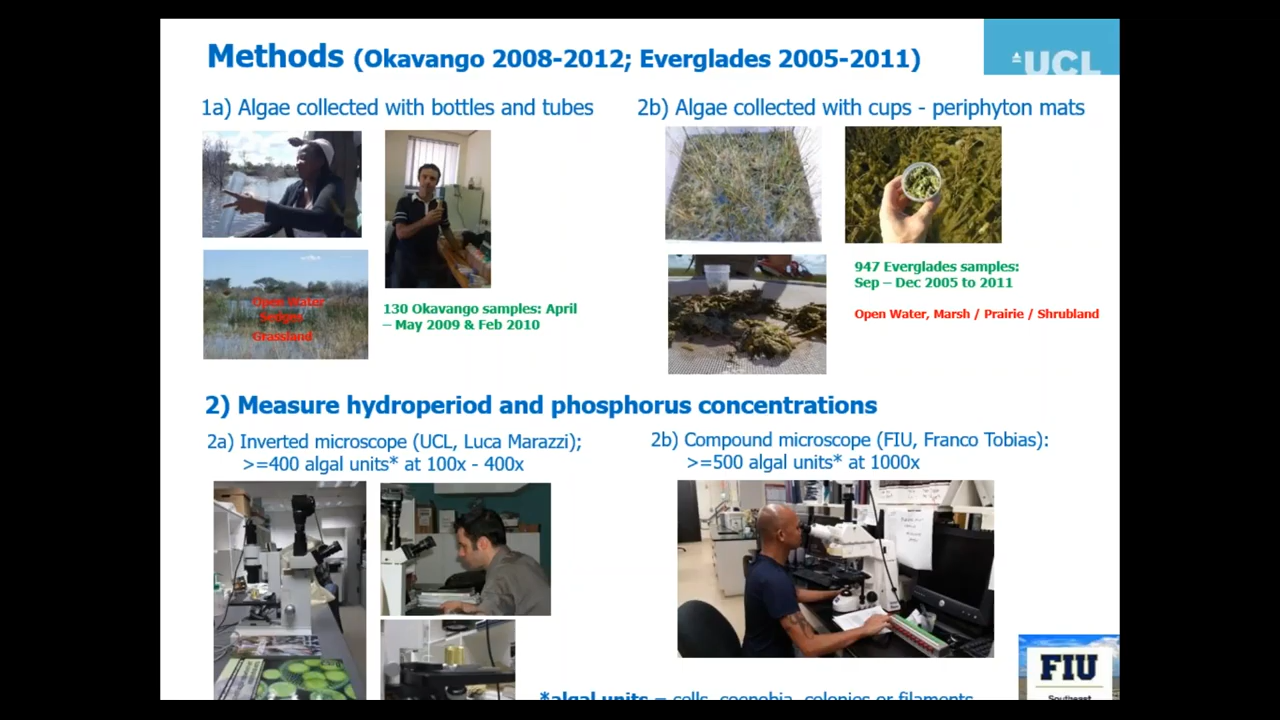 Methods (Okavango 2008-2012; Everglades 2005-2011)
UCL
1a) Algae collected with bottles and tubes
2b) Algae collected with cups - periphyton mats
Open Water
Sedges
Grassland
130 Okavango samples: April
– May 2009 & Feb 2010
947 Everglades samples:
Sep – Dec 2005 to 2011
Open Water, Marsh / Prairie / Shrubland
2) Measure hydroperiod and phosphorus concentrations
2a) Inverted microscope (UCL, Luca Marazzi);
>=400 algal units* at 100x - 400x
2b) Compound microscope (FIU, Franco Tobias):
>=500 algal units* at 1000x
*algal units = cells, coenobia, colonies or filaments
FIU
Southeast